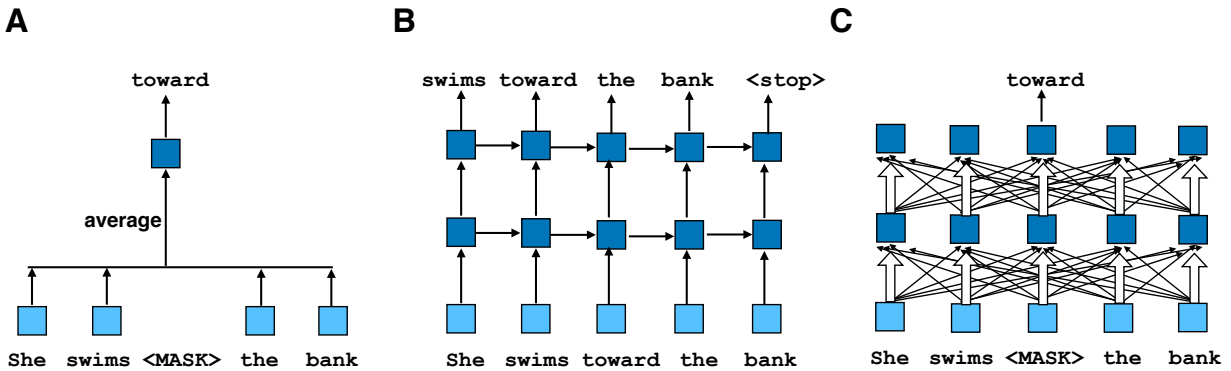 A
toward
average
She swims <MASK> the bank
B
swims toward the bank <stop>
She swims toward the bank
C
toward
She swims <MASK> the bank